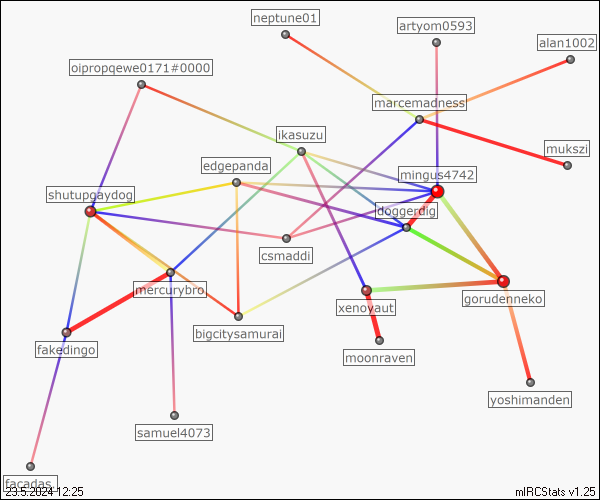 neptune01
artyom0593
alan1002
oipropqewe0171#0000
marcemadness
ikasuzu
mukszi
edgepanda
mingus4742
shutupgaydog
doggerdig
csmaddi
mercurybro
gorudenneko
xenoyaut
bigcitysamurai
fakedingo
moonraven
yoshimanden
samuel4073
facadas_
23.5.2024 12:25
mIRCStats v1.25